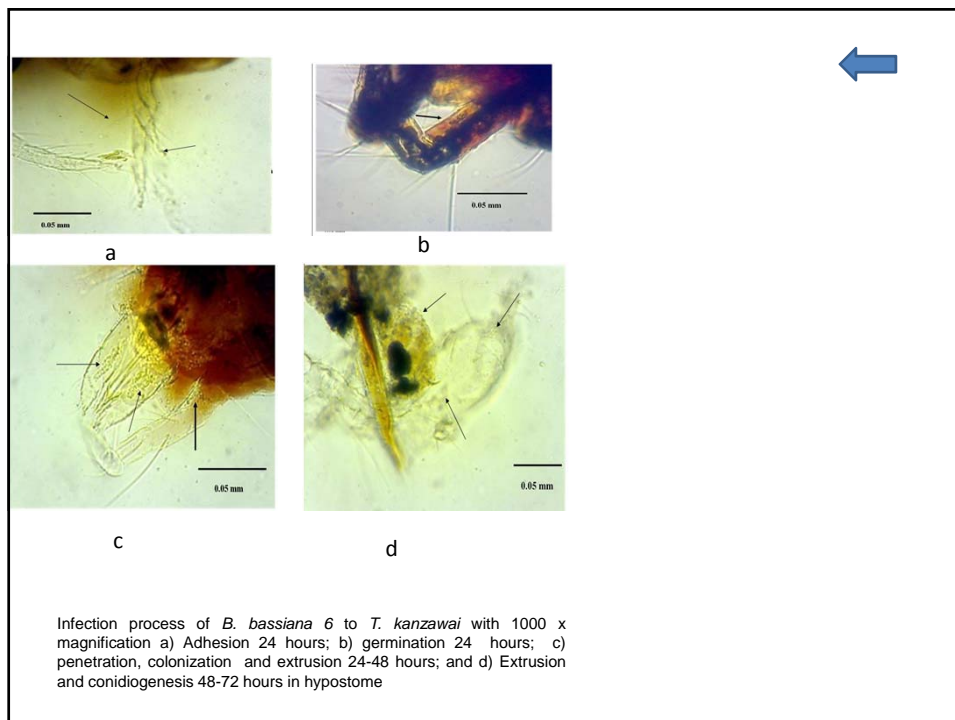 0.05 mm
0.05 mm
a
b
0.05 mm
0.05 mm
c
d
Infection process of B. bassiana 6 to T. kanzawai with 1000 x
magnification a) Adhesion 24 hours; b) germination 24 hours; c)
penetration, colonization and extrusion 24-48 hours; and d) Extrusion
and conidiogenesis 48-72 hours in hypostome